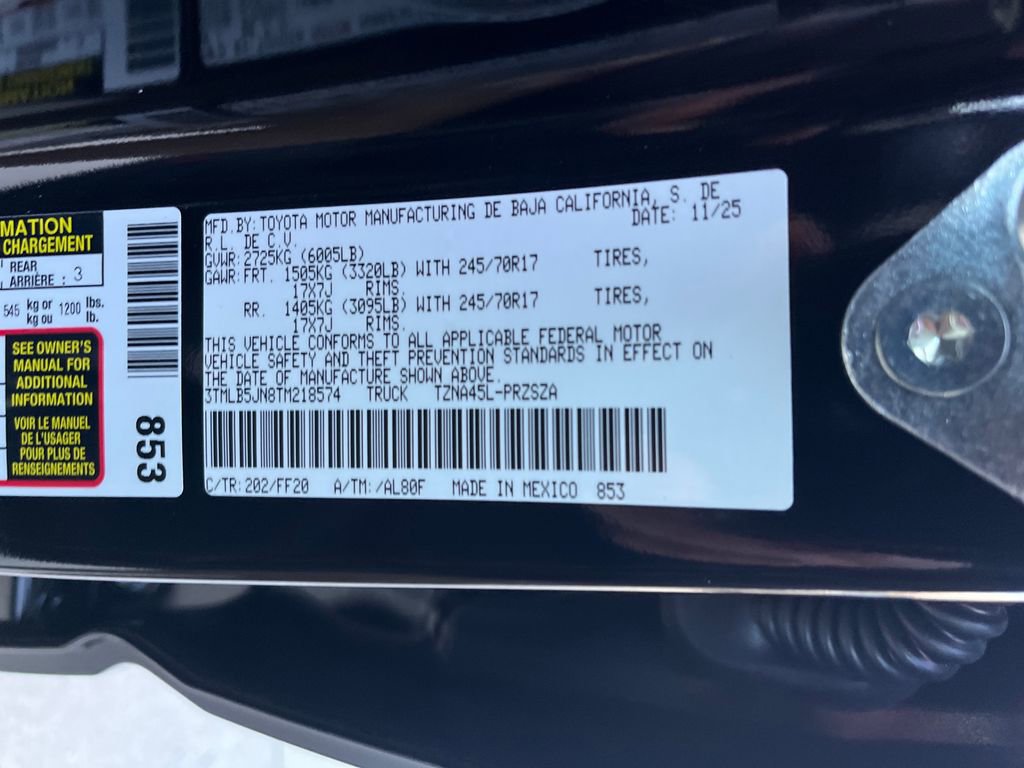 MATION
CHARGEMENT
REAR
ARRIÈRE : 3
545 kg or 1200 lbs.
kg ou lb.
SEE OWNER'S
MANUAL FOR
ADDITIONAL
INFORMATION
VOIR LE MANUEL
DE L'USAGER
POUR PLUS DE
RENSEIGNEMENTS
853
MFD.BY:TOYOTA MOTOR MANUFACTURING DE BAJA CALIFORNIA, S. DE
R.L. DE C.V. DATE: 11/25
GVWR:2725KG (6005LB)
GAWR:FRT. 1505KG (3320LB) WITH 245/70R17 TIRES,
17X7J RIMS.
RR. 1405KG (3095LB) WITH 245/70R17 TIRES,
17X7J RIMS.
THIS VEHICLE CONFORMS TO ALL APPLICABLE FEDERAL MOTOR
VEHICLE SAFETY AND THEFT PREVENTION STANDARDS IN EFFECT ON
THE DATE OF MANUFACTURE SHOWN ABOVE.
3TMLB5JN8TM218574 TRUCK TZNA45L-PRZSZA
C/TR:202/FF20 A/TM:/AL80F MADE IN MEXICO 853